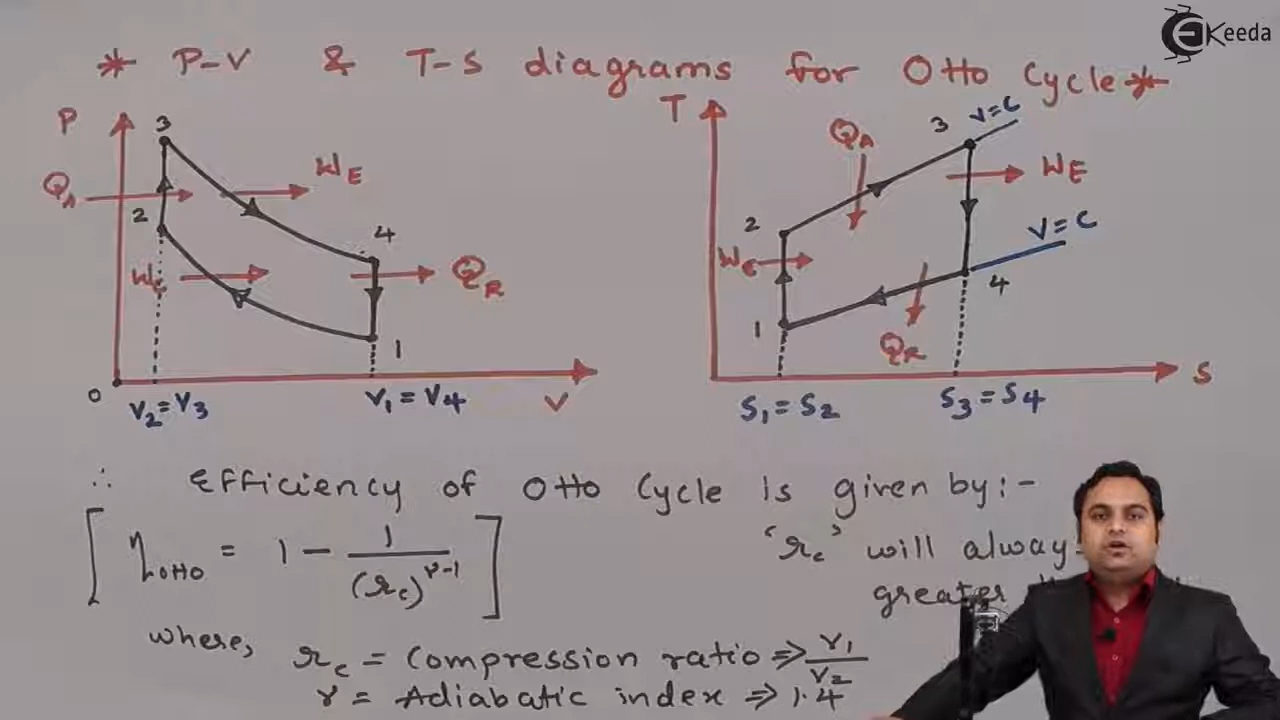 Keeda
* P-V & T-S diagrams for Otto Cycle *
P
3
QA
WE
2
4
WC
QR
1
0
V2 = V3
V1 = V4
V
T
3
V=C
QA
WE
2
V=C
WC
4
1
QR
S1 = S2
S3 = S4
S
∴ Efficiency of Otto Cycle is given by:-
[ηotto = 1 - 1/(rc)^γ-1]
'rc' will alway
greater
where,
rc = Compression ratio ⇒ V1/V2
γ = Adiabatic index ⇒ 1.4